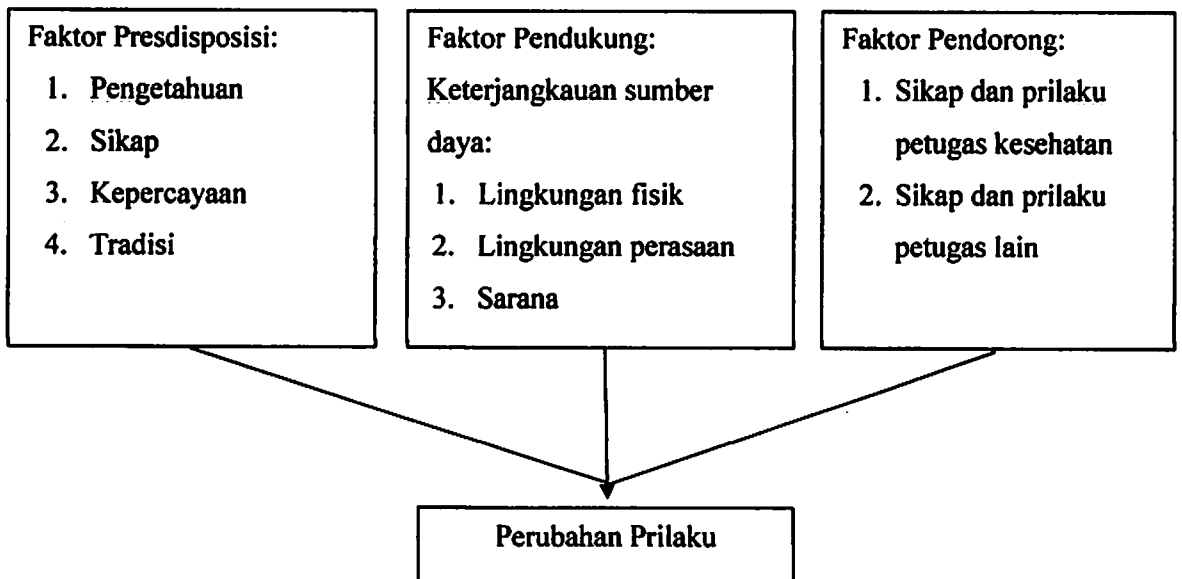 Faktor Presdisposi:
1. Pengetahuan
2. Sikap
3. Kepercayaan
4. Tradisi
Faktor Pendukung:
Keterjangkauan sumber
daya:
1. Lingkungan fisik
2. Lingkungan perasaan
3. Sarana
Faktor Pendorong:
1. Sikap dan prilaku
petugas kesehatan
2. Sikap dan prilaku
petugas lain
Perubahan Prilaku